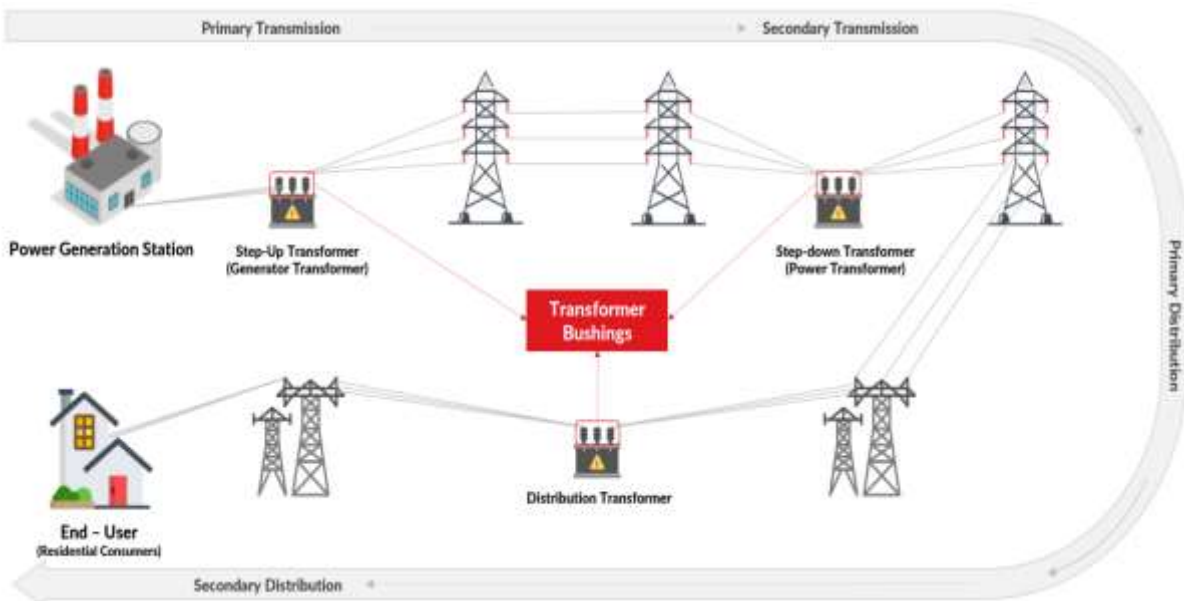 Primary Transmission
Secondary Transmission
Power Generation Station
Step-Up Transformer
(Generator Transformer)
Step-down Transformer
(Power Transformer)
Transformer
Bushings
Primary Distribution
Distribution Transformer
End – User
(Residential Consumers)
Secondary Distribution